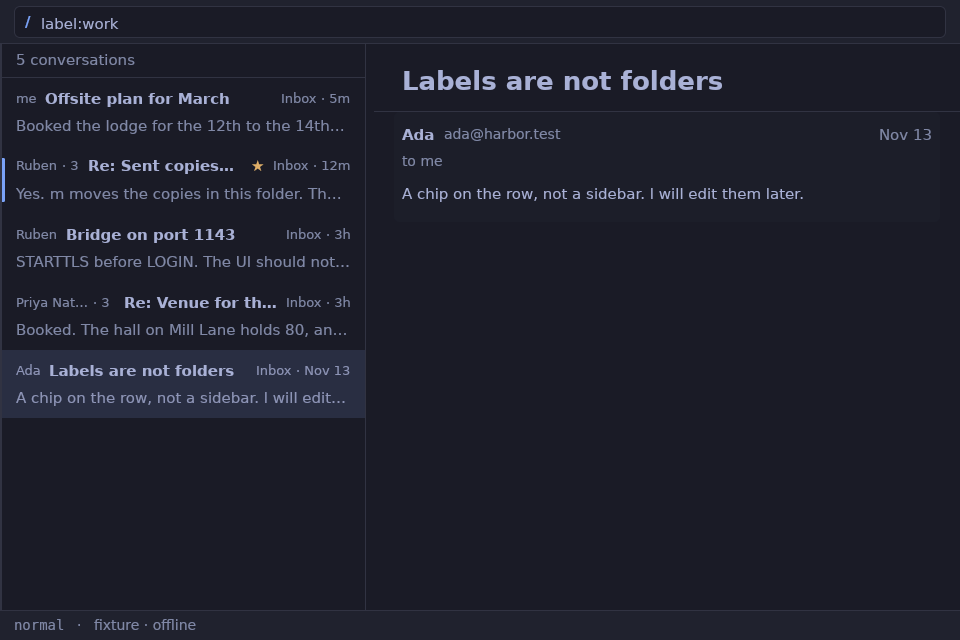 / label:work
5 conversations
me Offsite plan for March Inbox · 5m
Booked the lodge for the 12th to the 14th…
Ruben · 3 Re: Sent copies… ★ Inbox · 12m
Yes. m moves the copies in this folder. Th…
Ruben Bridge on port 1143 Inbox · 3h
STARTTLS before LOGIN. The UI should not…
Priya Nat… · 3 Re: Venue for th… Inbox · 3h
Booked. The hall on Mill Lane holds 80, an…
Ada Labels are not folders Inbox · Nov 13
A chip on the row, not a sidebar. I will edit…
Labels are not folders
Ada ada@harbor.test Nov 13
to me
A chip on the row, not a sidebar. I will edit them later.
normal · fixture · offline